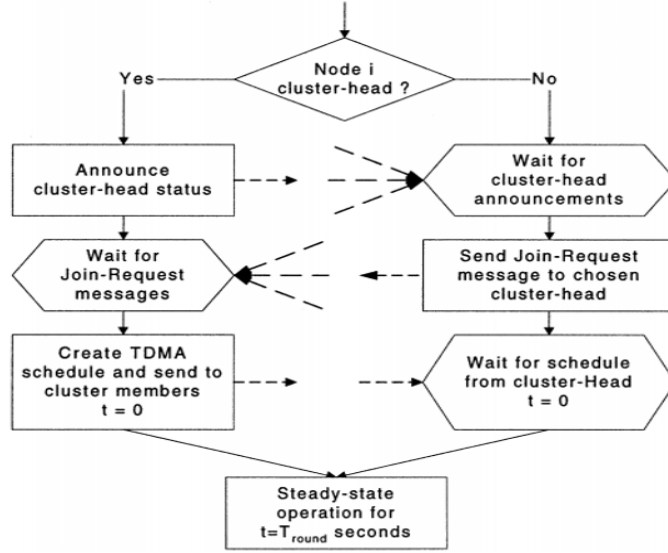 Node i
cluster-head ?
Yes
No
Announce
cluster-head status
Wait for
cluster-head
announcements
Wait for
Join-Request
messages
Send Join-Request
message to chosen
cluster-head
Create TDMA
schedule and send to
cluster members
t = 0
Wait for schedule
from cluster-Head
t = 0
Steady-state
operation for
t=Tround seconds